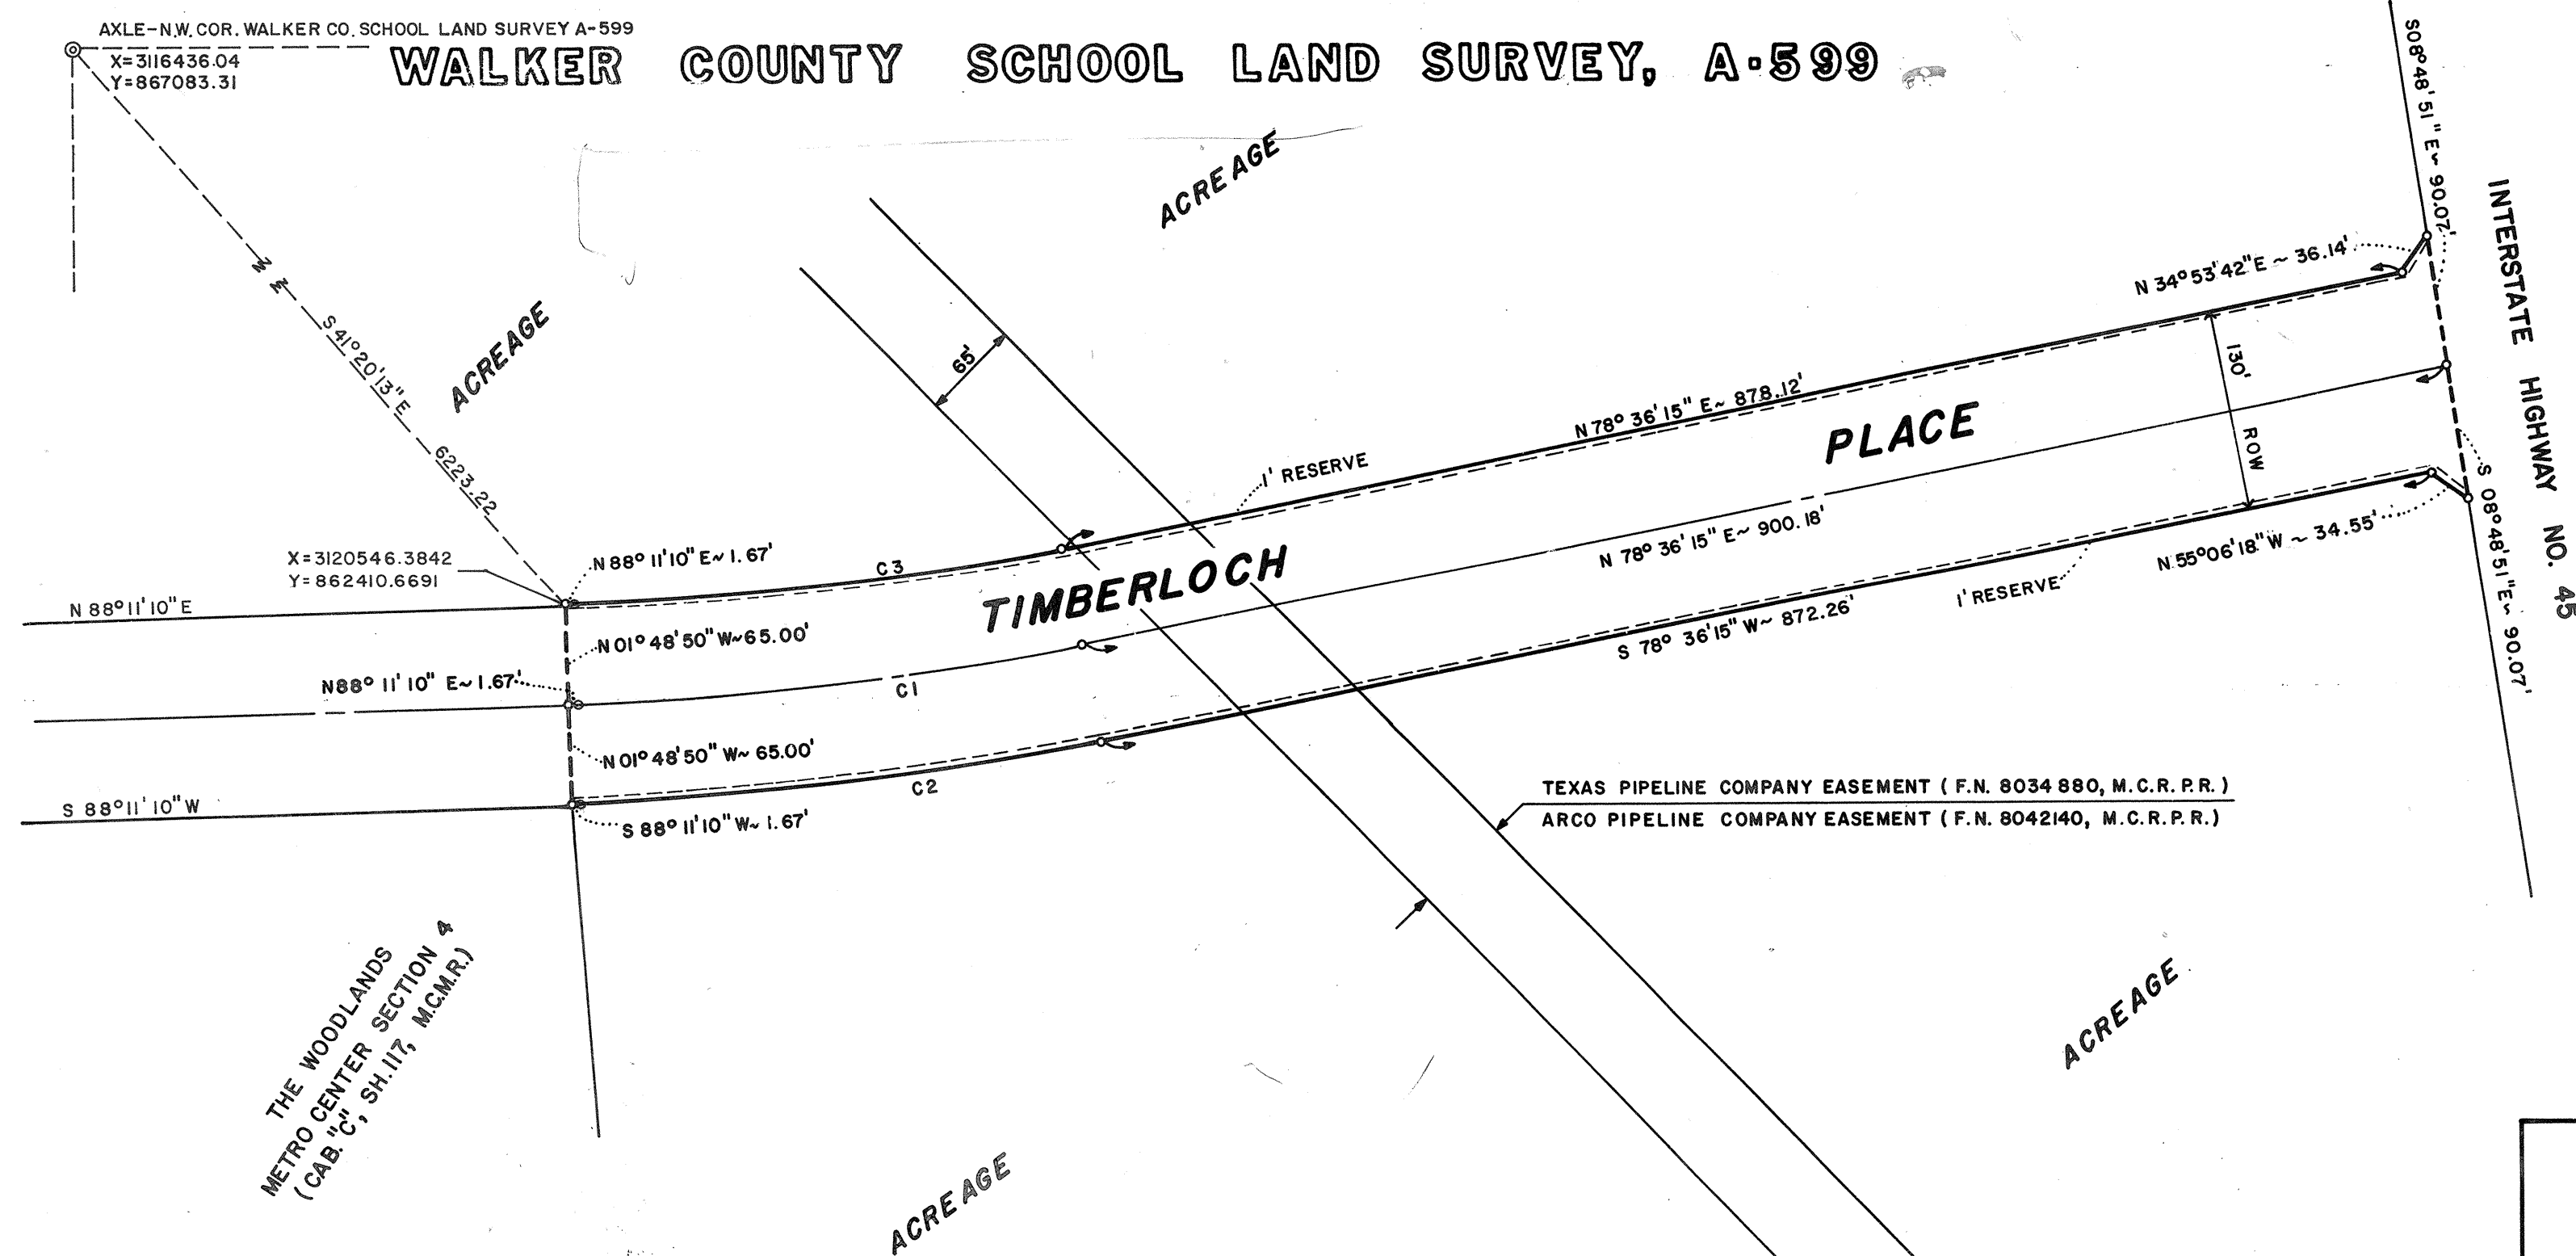 AXLE-N.W. COR. WALKER CO. SCHOOL LAND SURVEY A-599
X=3116436.04
Y=867083.31
WALKER COUNTY SCHOOL LAND SURVEY, A-599
S08°48'51"E~ 90.07'
INTERSTATE HIGHWAY NO. 45
ACREAGE
N 34°53'42"E ~ 36.14'
S 41°20'13"E
6223.22
ACREAGE
65'
130'
ROW
N 78° 36' 15" E~ 878.12'
PLACE
1' RESERVE
N 78° 36' 15" E~ 900.18'
N 55°06'18" W ~ 34.55'
S 08°48'51"E~ 90.07'
X=3120546.3842
Y=862410.6691
N 88° 11' 10" E~ 1.67'
C3
TIMBERLOCH
N 88°11'10" E
1' RESERVE
N 01° 48' 50" W~65.00'
S 78° 36'15" W~ 872.26'
N88° 11' 10" E~1.67'
C1
N 01° 48' 50" W~ 65.00'
C2
S 88°11'10" W
S 88° 11' 10" W~ 1.67'
TEXAS PIPELINE COMPANY EASEMENT ( F.N. 8034880, M.C.R.P.R. )
ARCO PIPELINE COMPANY EASEMENT ( F.N. 8042140, M.C.R.P.R.)
THE WOODLANDS
METRO CENTER SECTION 4
(CAB. "C", SH. 117, M.C.M.R.)
ACREAGE
ACREAGE